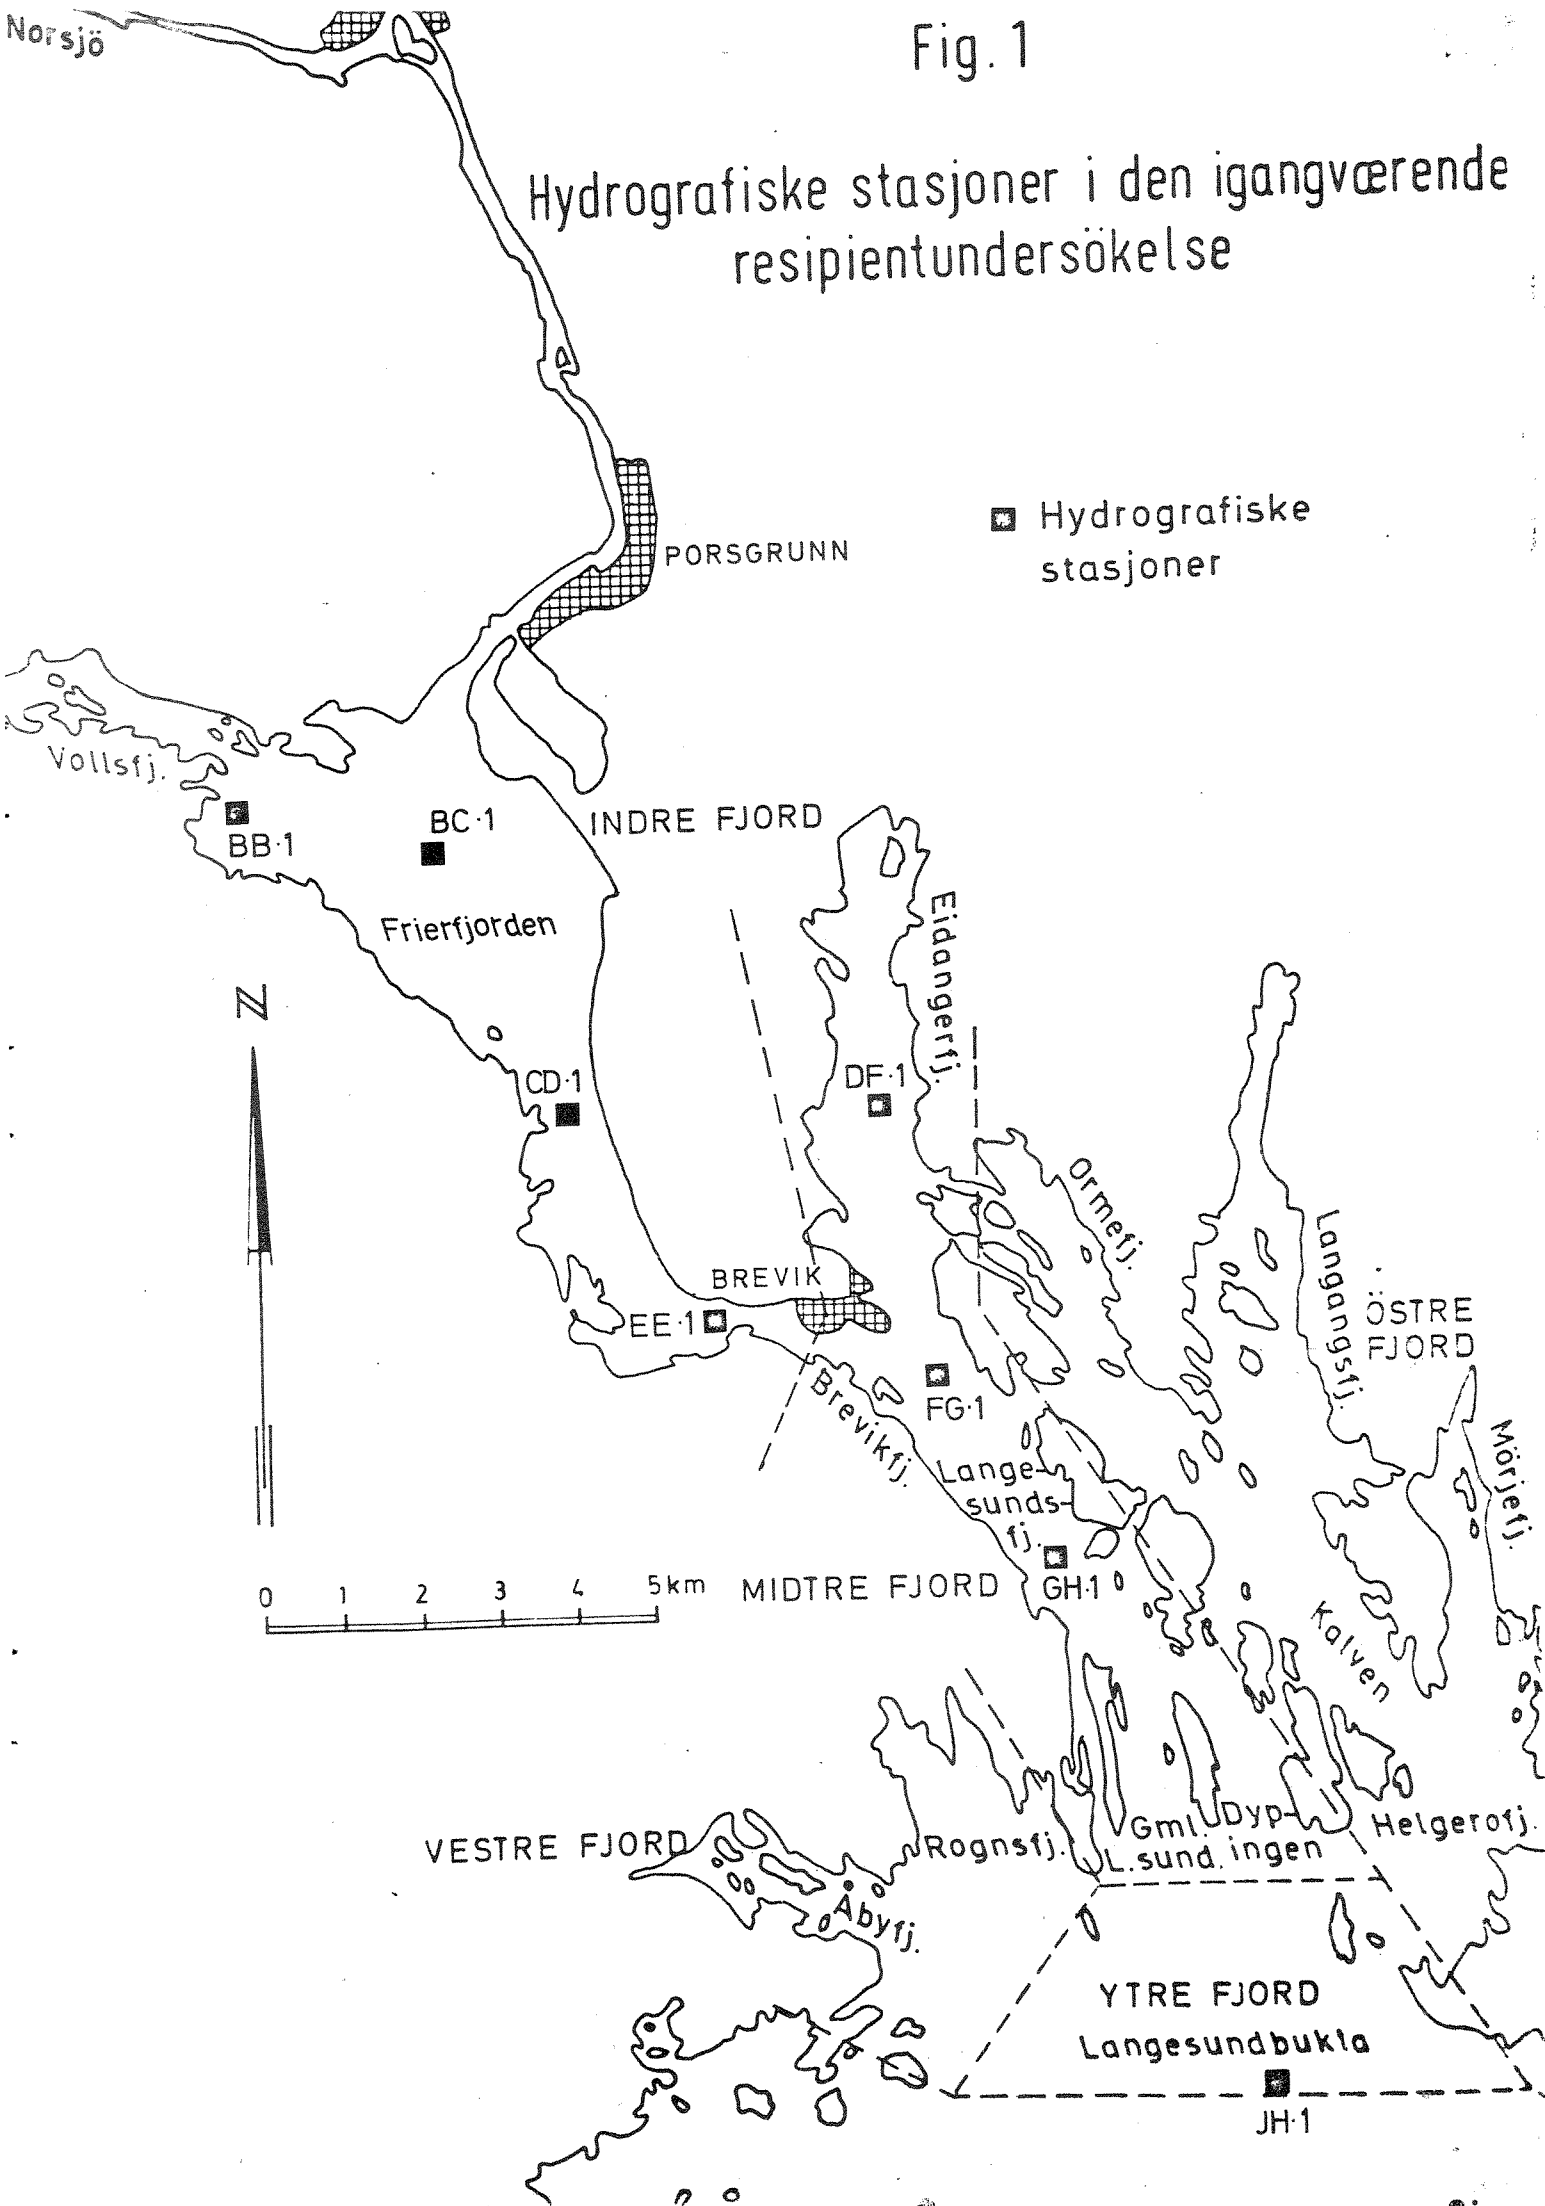 Norsjö
Fig. 1
Hydrografiske stasjoner i den igangværende
resipientundersökelse
Hydrografiske
stasjoner
PORSGRUNN
Vollsfj.
BB·1
BC·1
INDRE FJORD
Frierfjorden
Eidangerfj.
N
CD·1
DF·1
Ormefj.
Langangsfj.
ÖSTRE
FJORD
BREVIK
EE·1
Brevikfj.
FG·1
Mörjefj.
Lange-
sunds-
fj.
GH·1
0 1 2 3 4 5km
MIDTRE FJORD
Kalven
VESTRE FJORD
Rognsfj.
Gml.
L.sund.
Dyp-
ingen
Helgerofj.
Åbyfj.
YTRE FJORD
Langesundbukta
JH·1